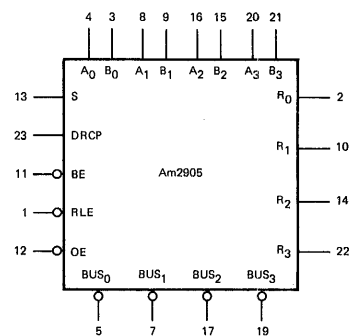 4 3 8 9 16 15 20 21
A0 B0 A1 B1 A2 B2 A3 B3
13 S R0 2
23 DRCP
R1 10
11 BE Am2905
R2 14
1 RLE
12 OE R3 22
BUS0 BUS1 BUS2 BUS3
5 7 17 19